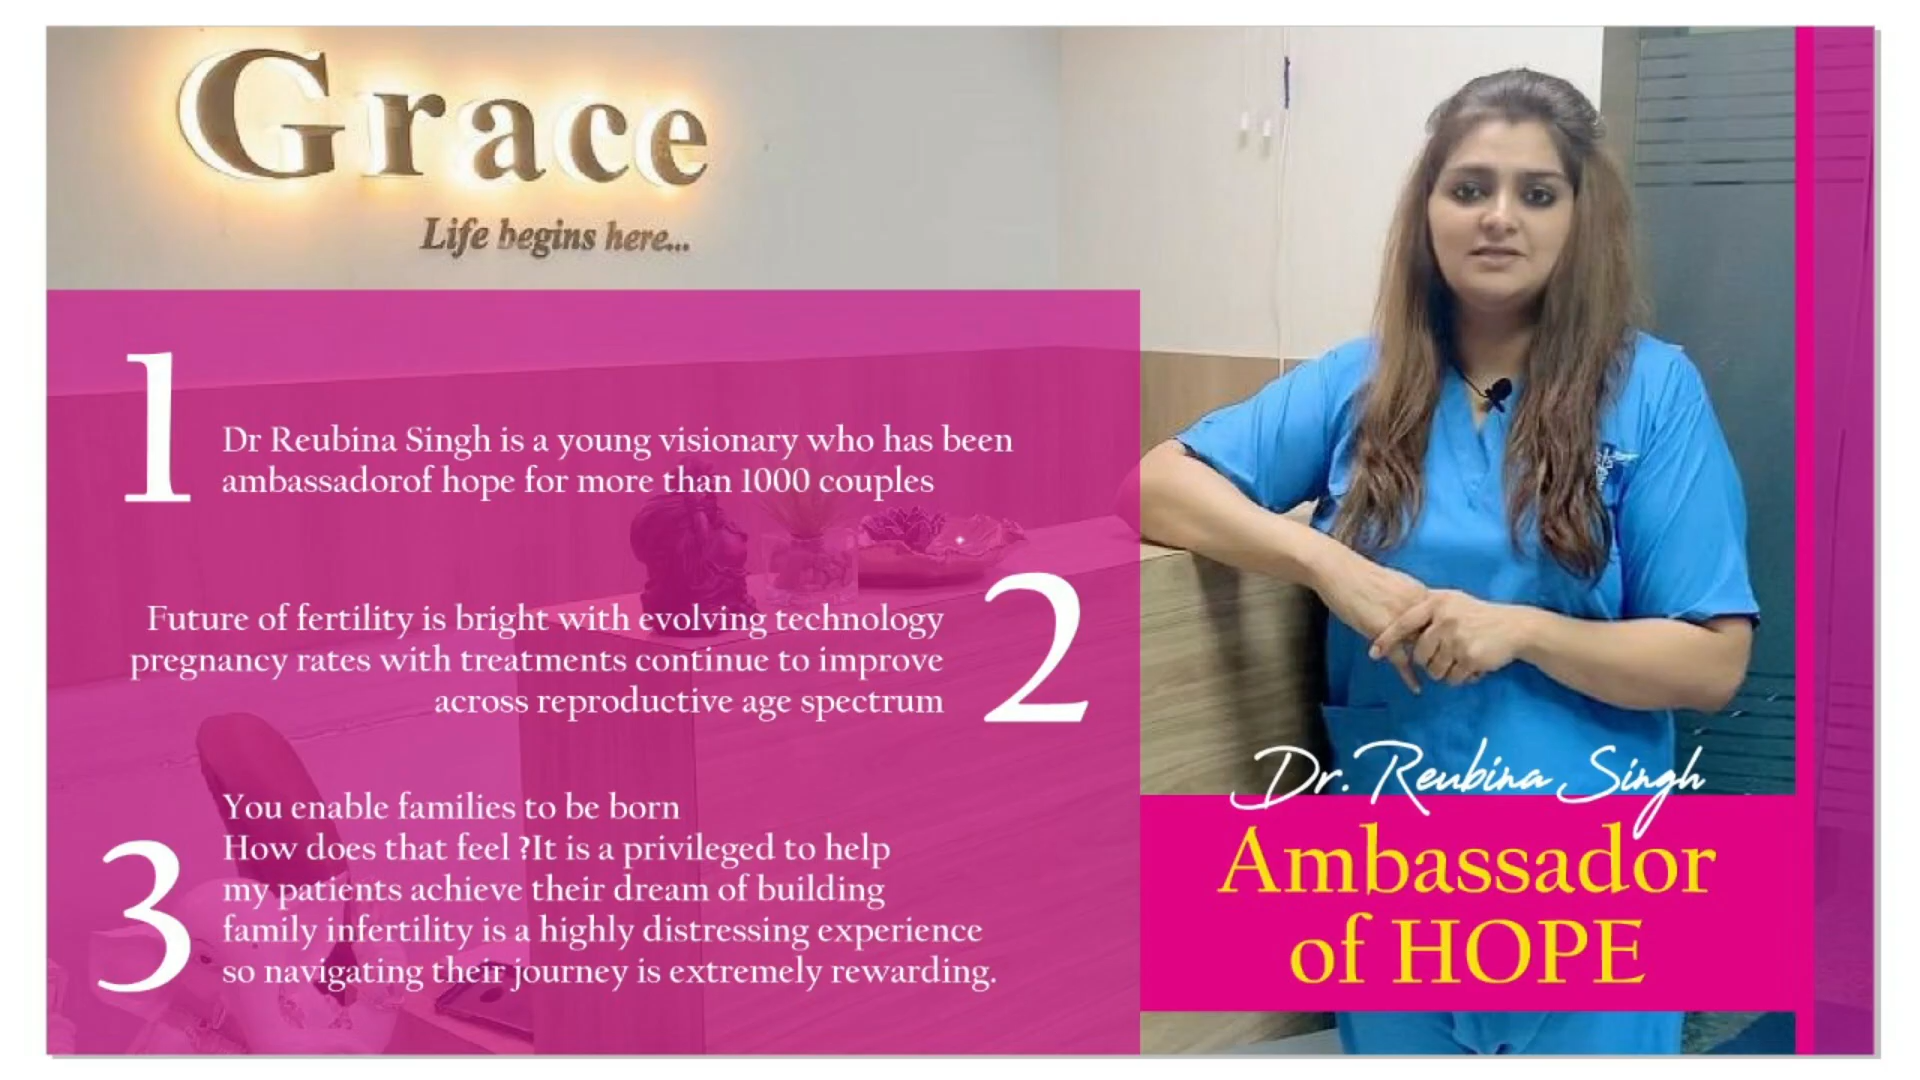 Grace
Life begins here...
1
Dr Reubina Singh is a young visionary who has been
ambassadorof hope for more than 1000 couples
2
Future of fertility is bright with evolving technology
pregnancy rates with treatments continue to improve
across reproductive age spectrum
3
You enable families to be born
How does that feel ?It is a privileged to help
my patients achieve their dream of building
family infertility is a highly distressing experience
so navigating their journey is extremely rewarding.
Dr. Reubina Singh
Ambassador
of HOPE